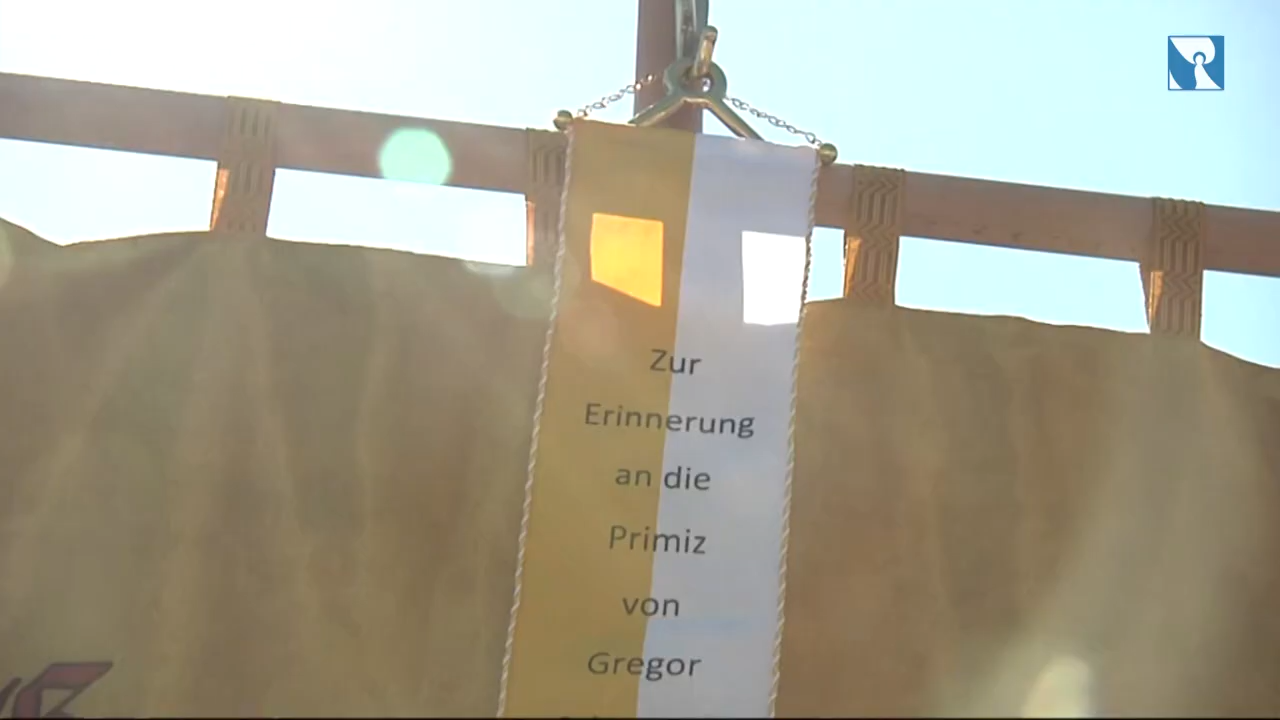 Zur
Erinnerung
an die
Primiz
von
Gregor